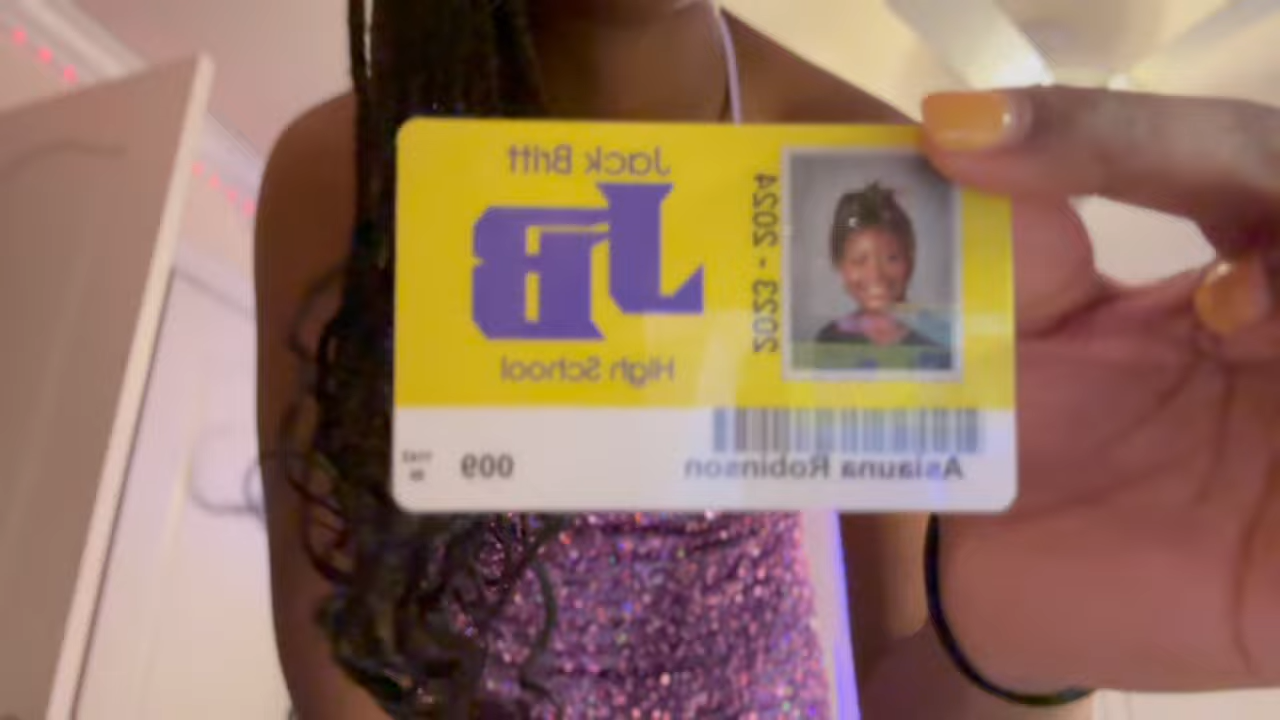 Jack Britt
JB
High School
2023 - 2024
Asiauna Robinson
009